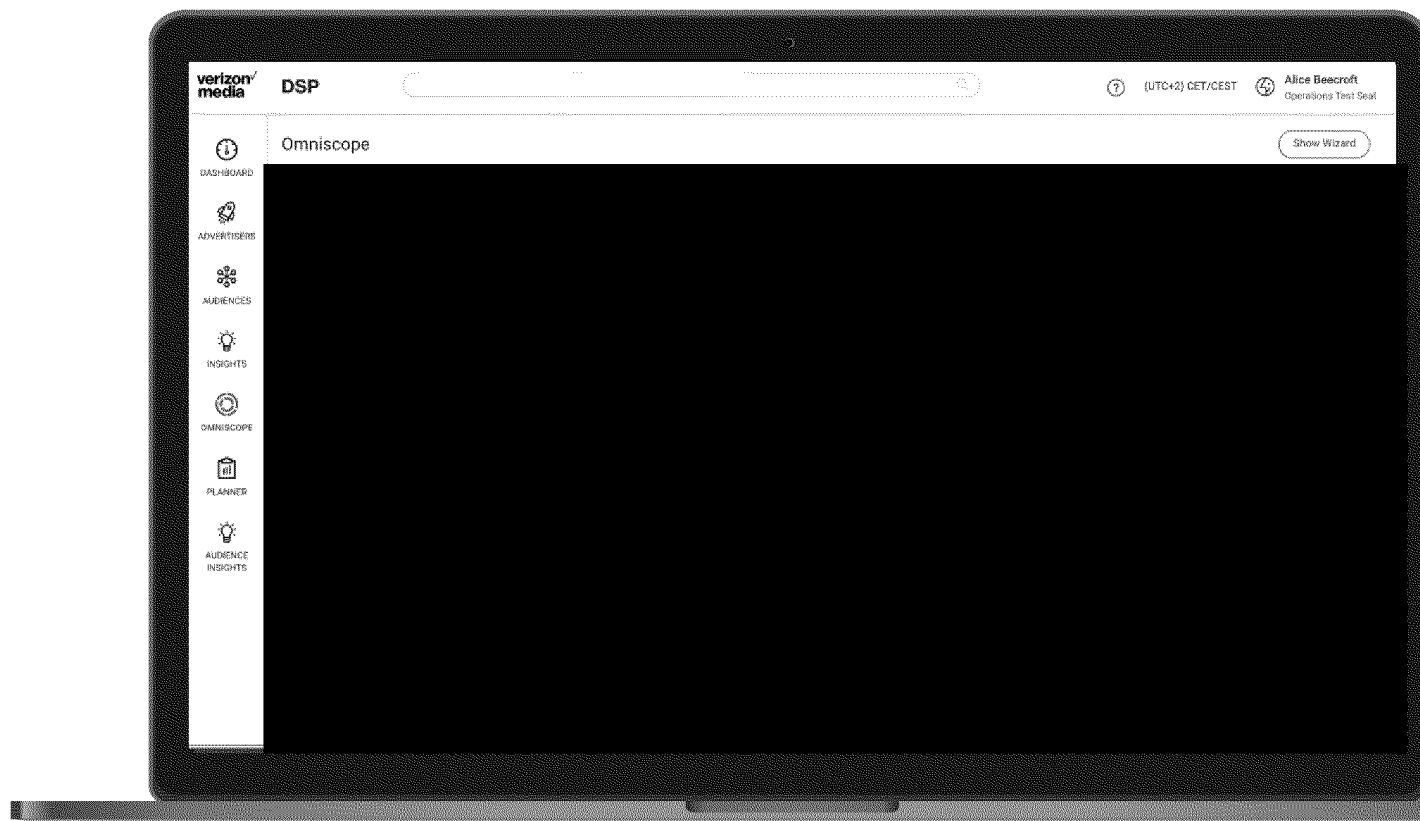 verizon✓
media
DSP
(UTC+2) CET/CEST
Alice Beecroft
Operations Test Seat
Omniscope
Show Wizard
DASHBOARD
ADVERTISERS
AUDIENCES
INSIGHTS
OMNISCOPE
PLANNER
AUDIENCE
INSIGHTS